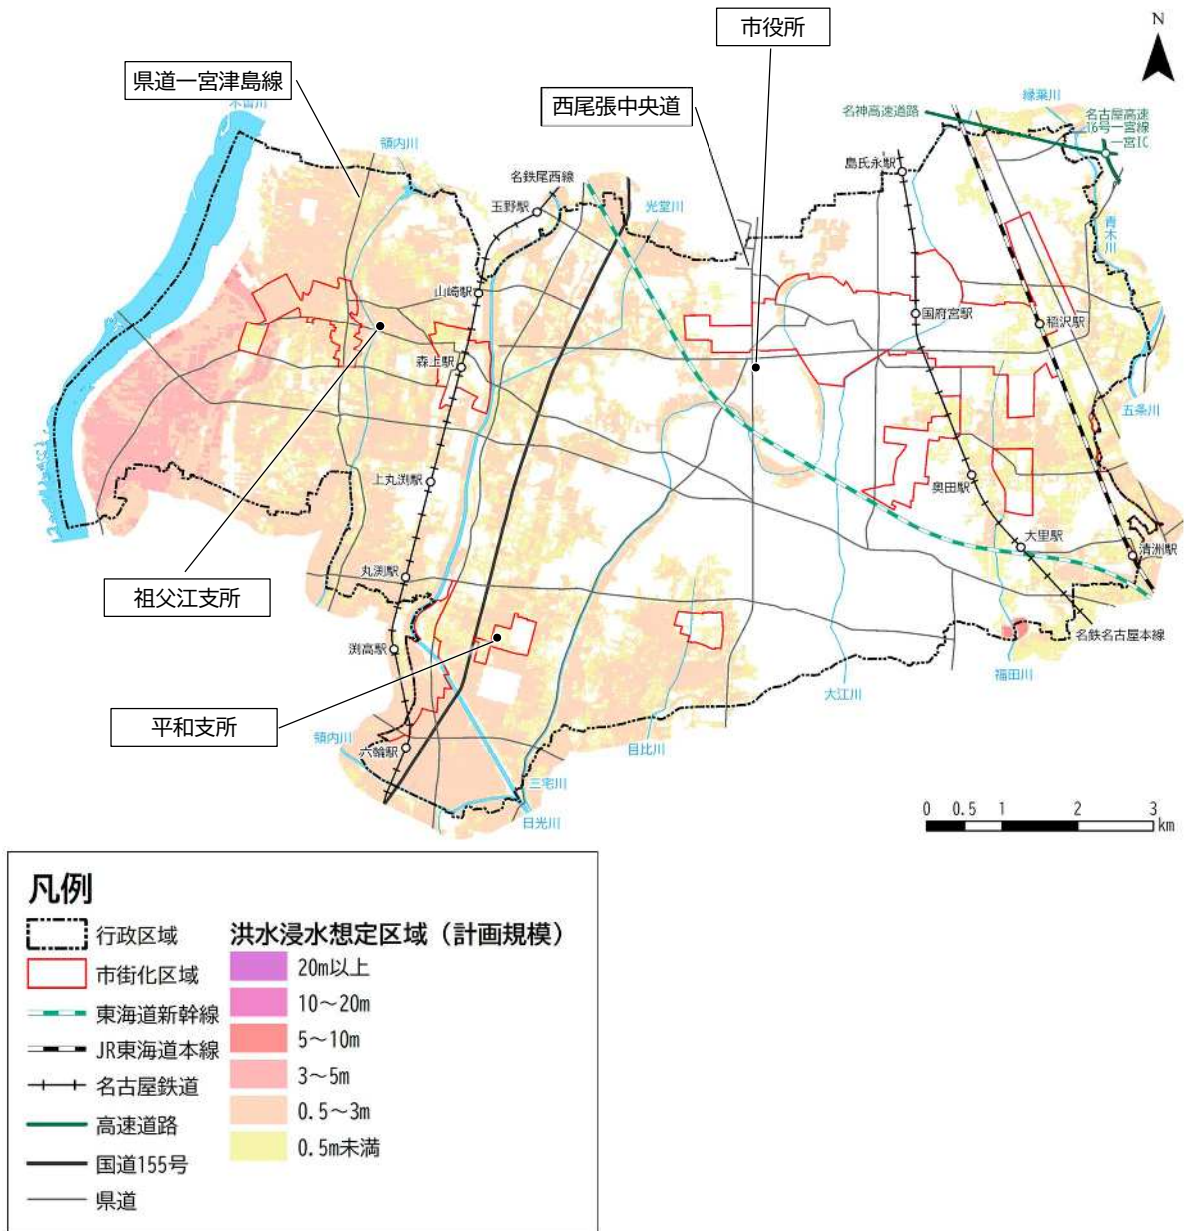 市役所
N
県道一宮津島線
西尾張中央道
木曽川
領内川
名神高速道路
緑葉川
名古屋高速
16号一宮線
一宮IC
島氏永駅
名鉄尾西線
玉野駅
光堂川
青木川
山崎駅
国府宮駅
稲沢駅
森上駅
五条川
上丸渕駅
奥田駅
大里駅
清洲駅
丸渕駅
祖父江支所
渕高駅
名鉄名古屋本線
福田川
大江川
平和支所
領内川
六輪駅
目比川
三宅川
日光川
0 0.5 1 2 3
km
凡例
行政区域
市街化区域
東海道新幹線
JR東海道本線
名古屋鉄道
高速道路
国道155号
県道
洪水浸水想定区域（計画規模）
20m以上
10～20m
5～10m
3～5m
0.5～3m
0.5m未満